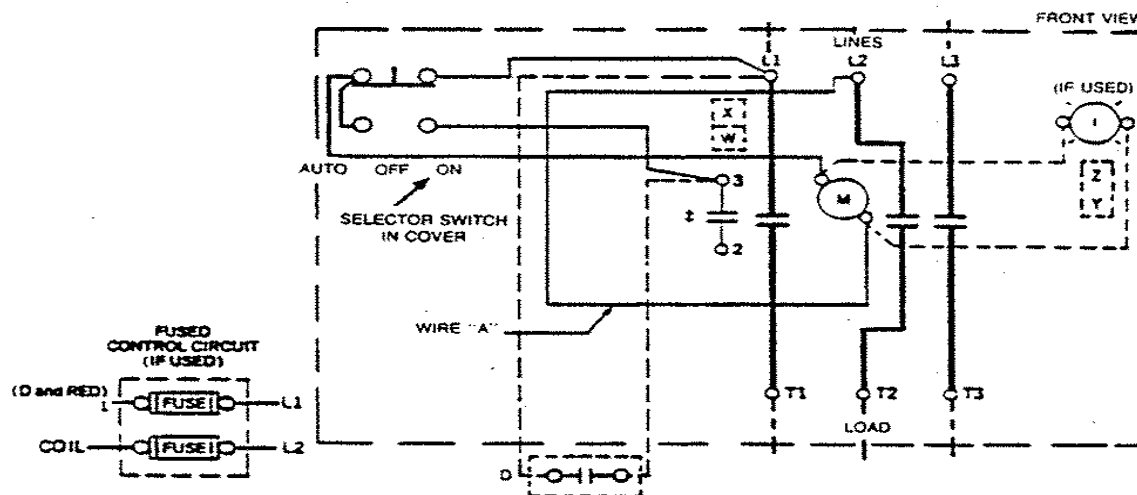 FRONT VIEW
LINES
L1 L2 L3
(IF USED)
X
W
I
Z
Y
AUTO OFF ON
3
M
SELECTOR SWITCH
IN COVER
2
WIRE "A"
FUSED
CONTROL CIRCUIT
(IF USED)
(D and RED)
1
FUSE
L1
T1 T2 T3
LOAD
COIL
FUSE
L2
D